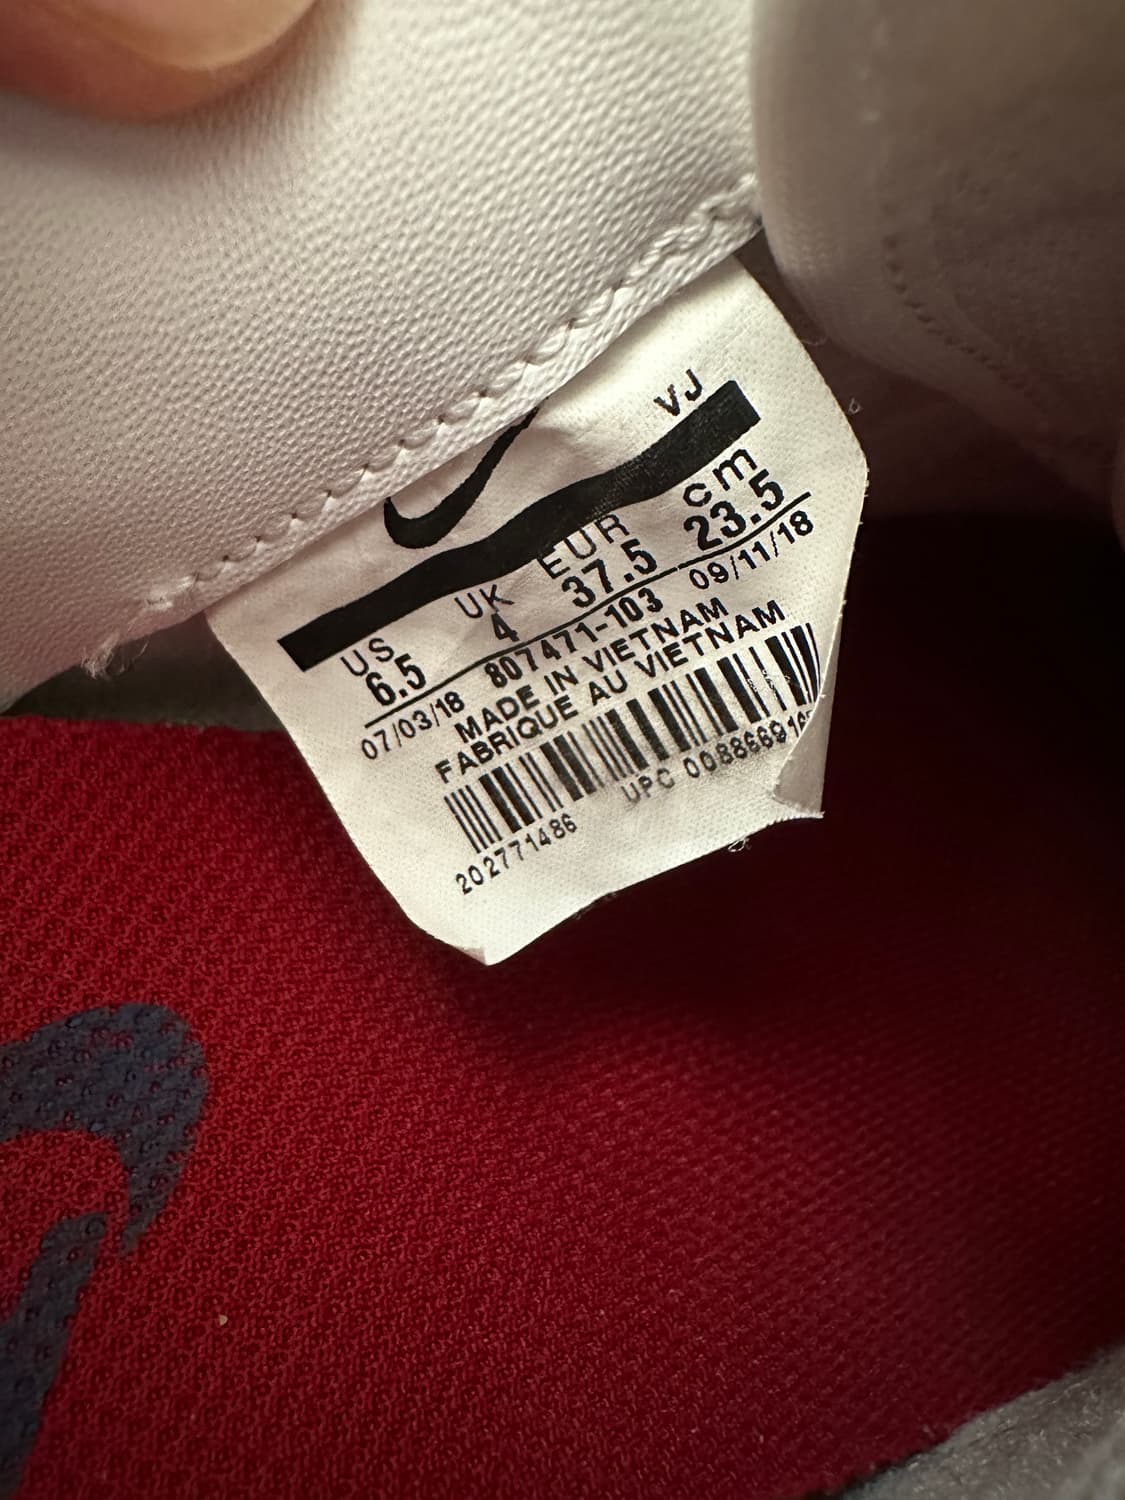 VJ
US UK EUR cm
6.5 4 37.5 23.5
07/03/18 807471-103 09/11/18
MADE IN VIETNAM
FABRIQUE AU VIETNAM
202771486 UPC